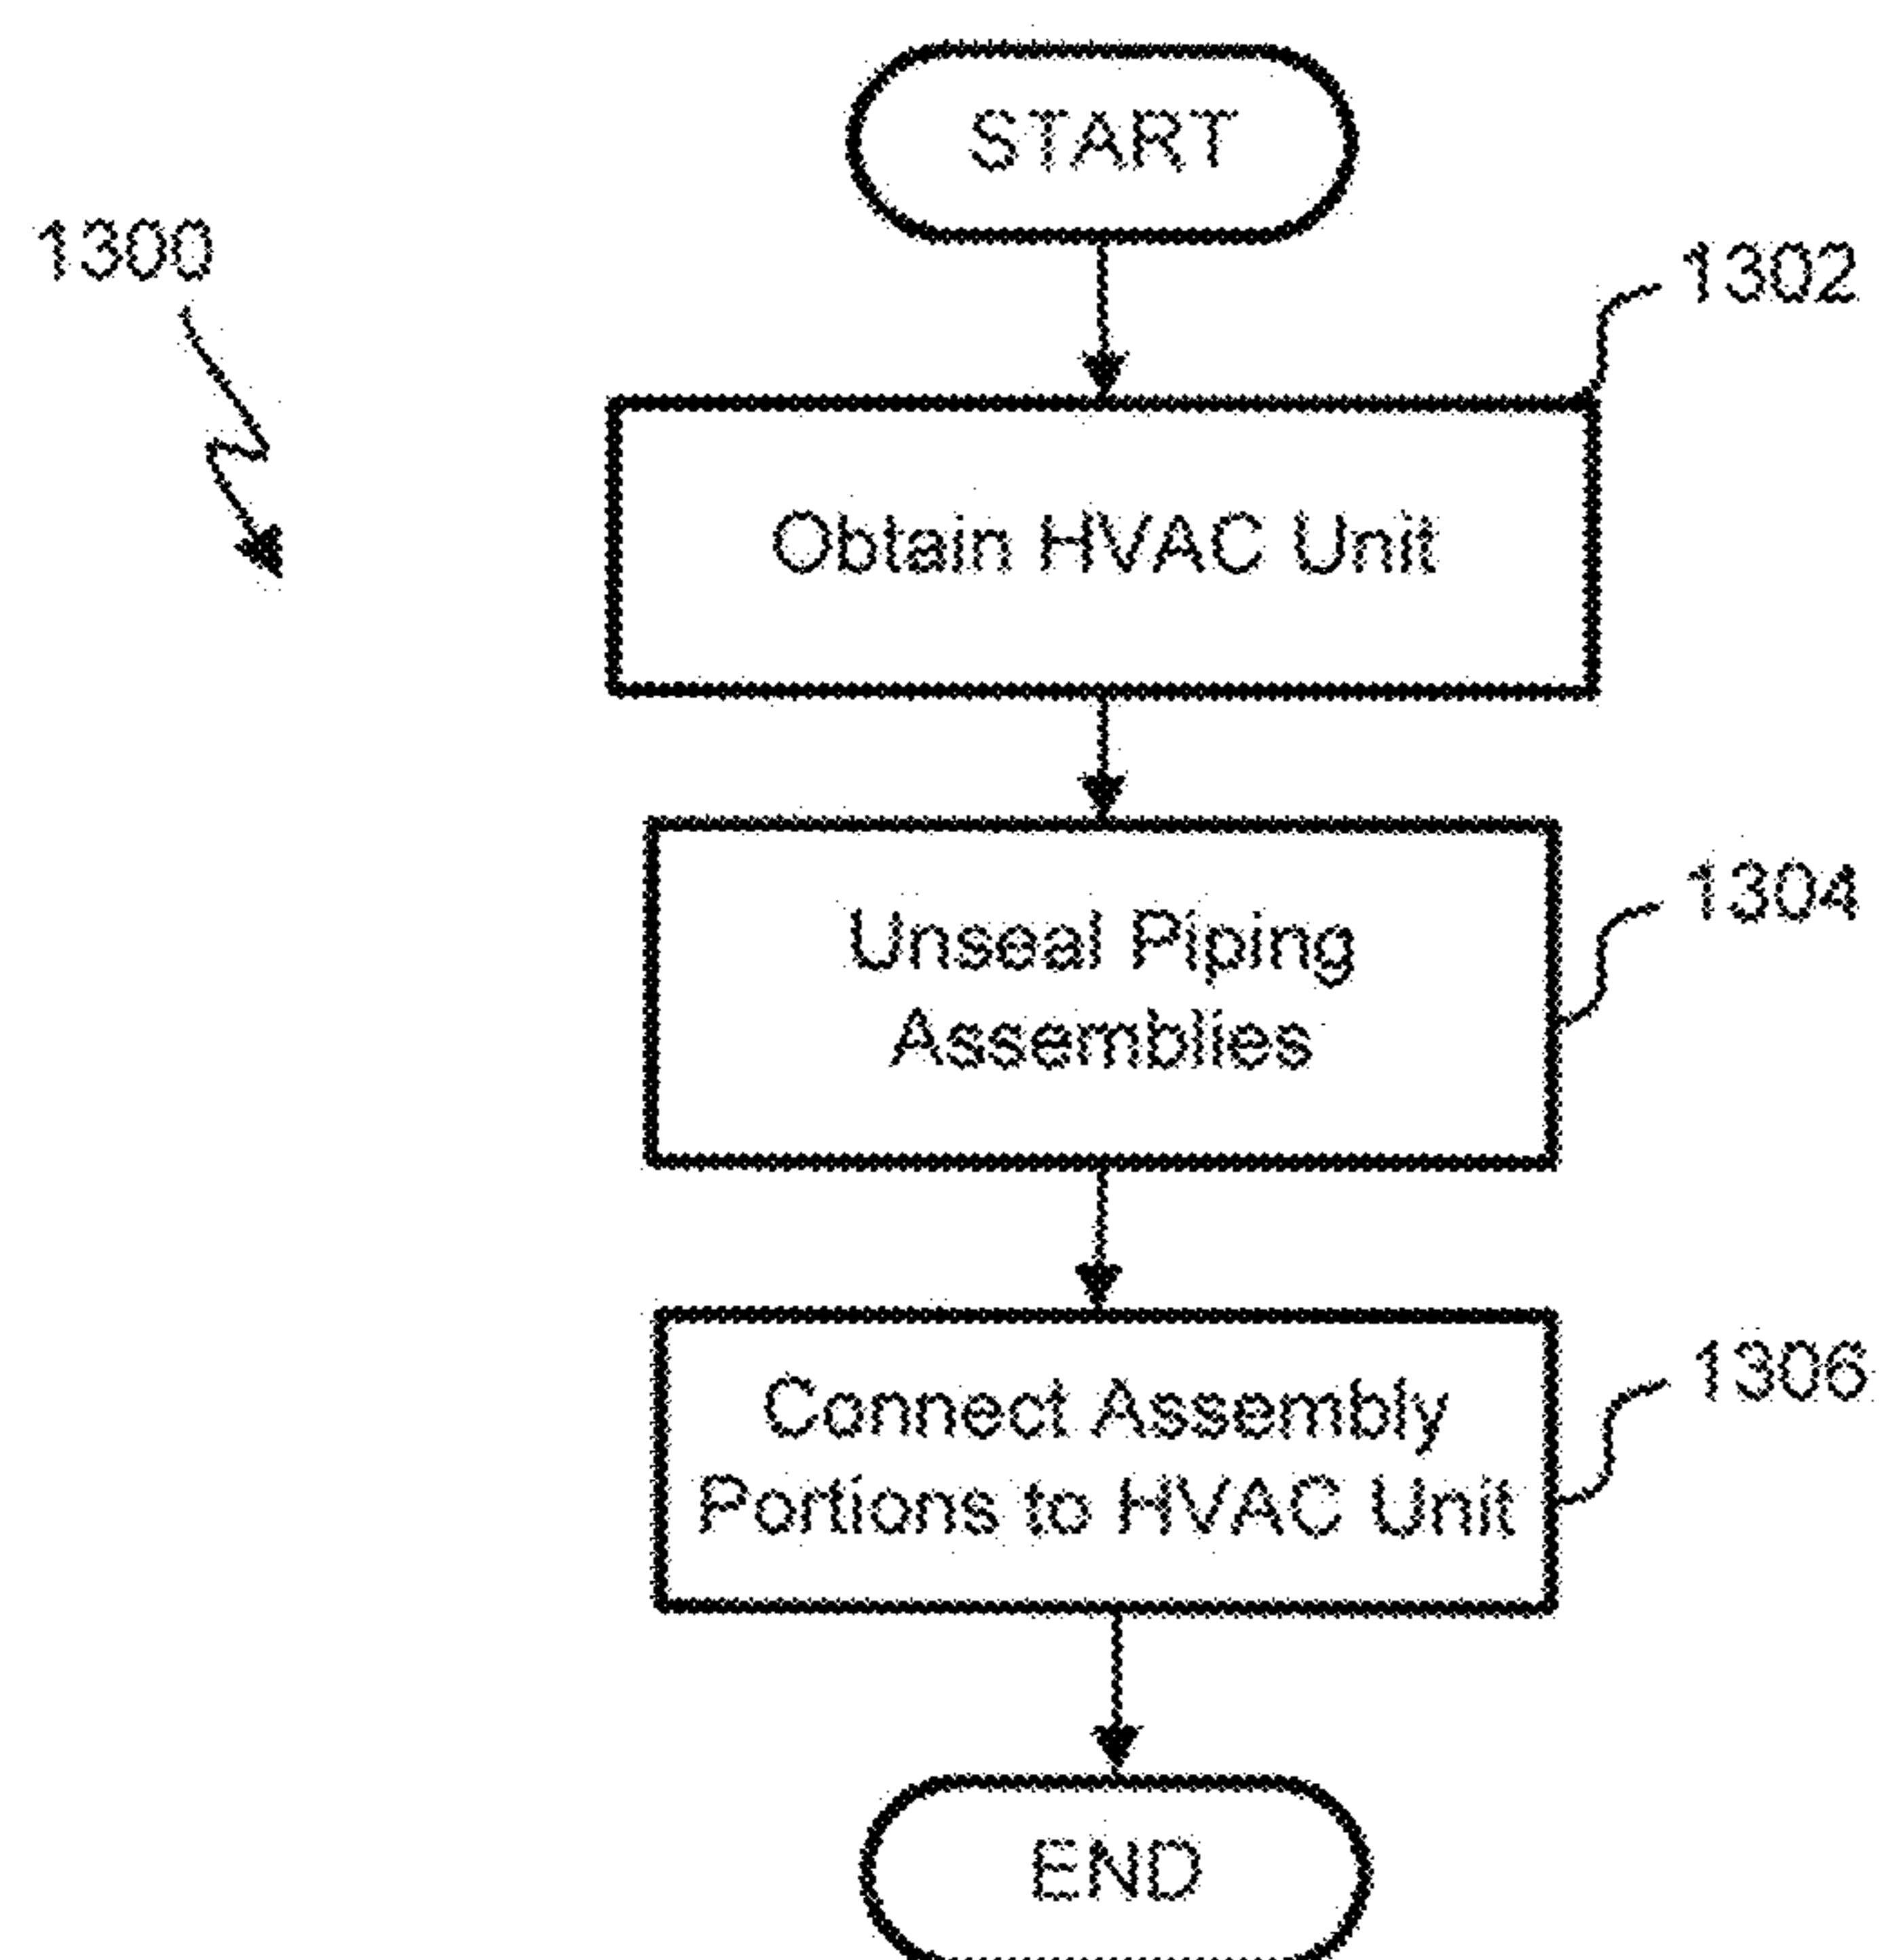 START
1300
1302
Obtain HVAC Unit
Unseal Piping
Assemblies
1304
Connect Assembly
Portions to HVAC Unit
1306
END